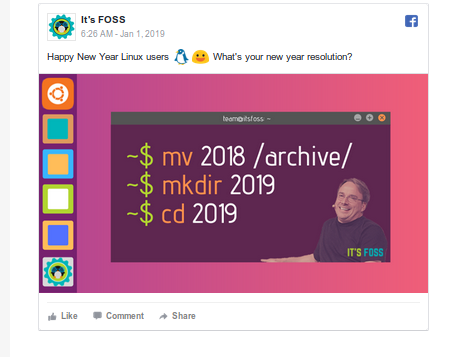 It's FOSS
6:26 AM - Jan 1, 2019
Happy New Year Linux users 🐧 😛 What's your new year resolution?
team@itsfoss: ~
~$ mv 2018 /archive/
~$ mkdir 2019
~$ cd 2019
IT'S FOSS
Like Comment Share